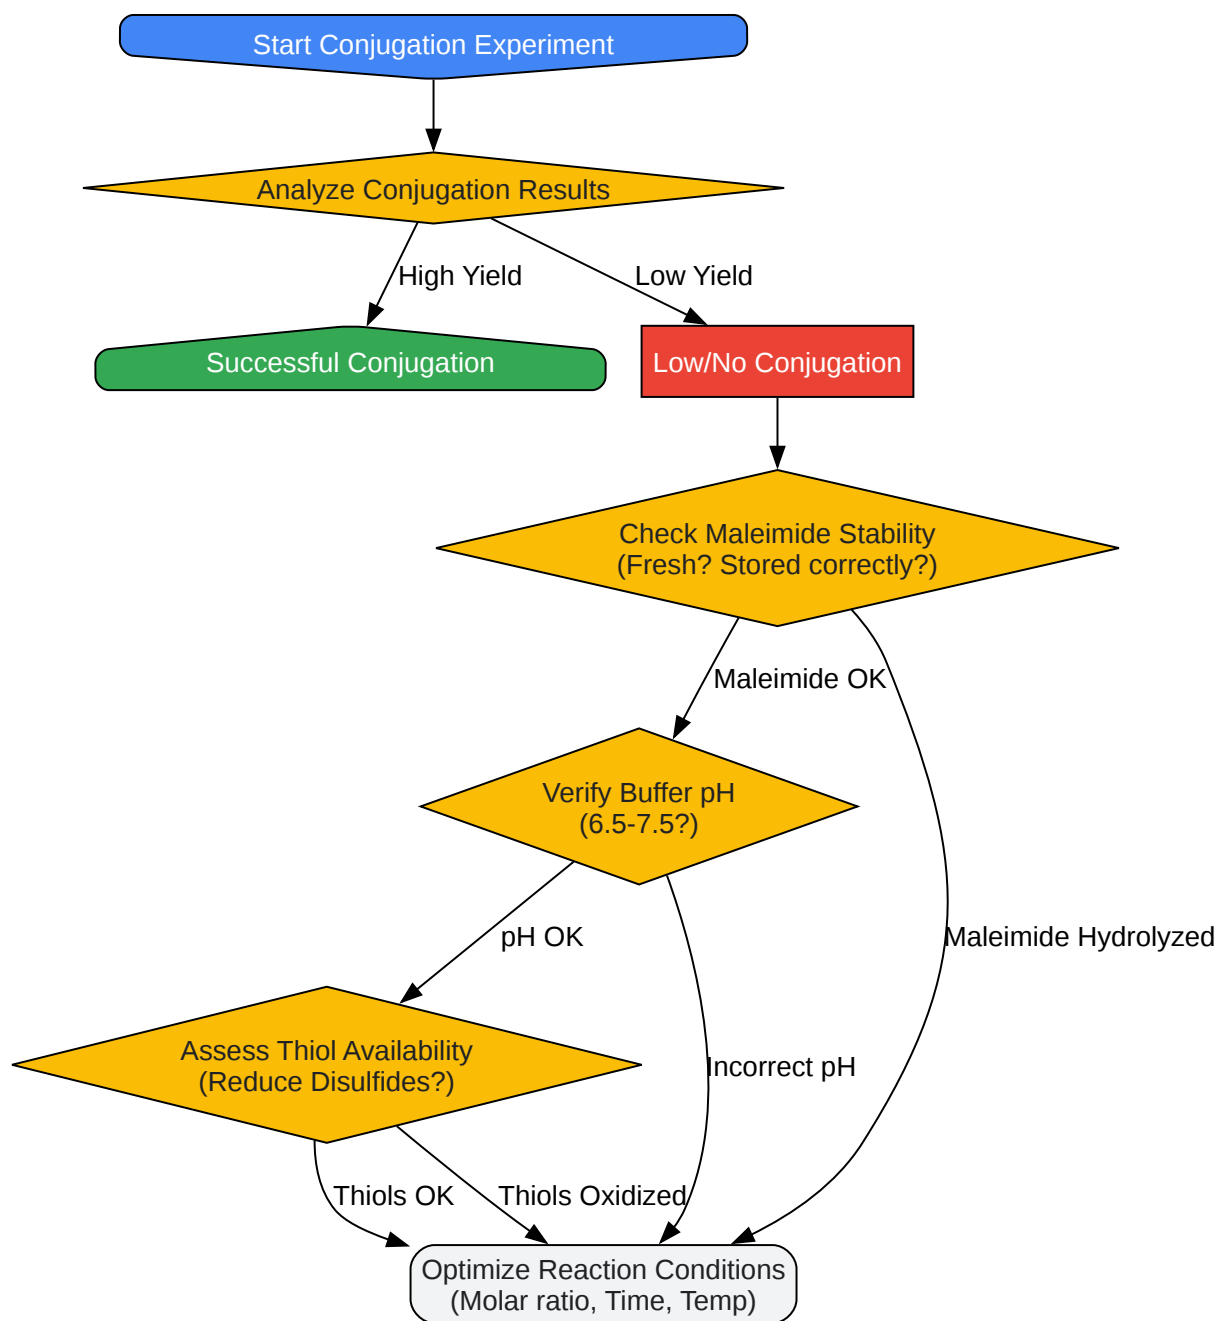 Start Conjugation Experiment
Analyze Conjugation Results
High Yield
Low Yield
Successful Conjugation
Low/No Conjugation
Check Maleimide Stability
(Fresh? Stored correctly?)
Maleimide OK
Verify Buffer pH
(6.5-7.5?)
pH OK
Maleimide Hydrolyzed
Assess Thiol Availability
(Reduce Disulfides?)
Incorrect pH
Thiols OK
Thiols Oxidized
Optimize Reaction Conditions
(Molar ratio, Time, Temp)